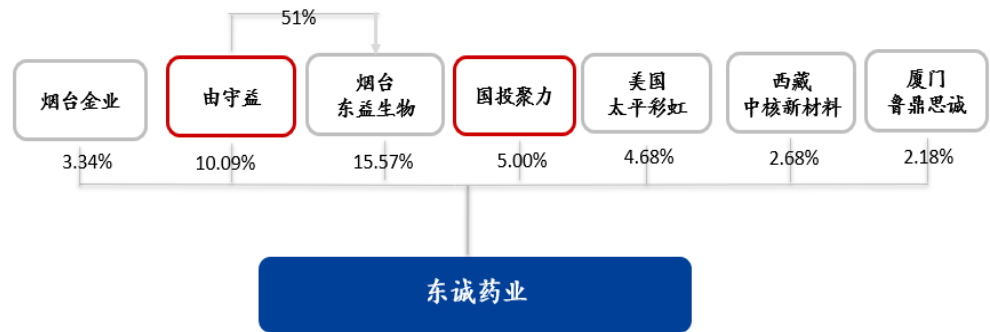 51%
烟台企业
由守益
烟台
东益生物
国投聚力
美国
太平彩虹
西藏
中核新材料
厦门
鲁鼎思诚
3.34%
10.09%
15.57%
5.00%
4.68%
2.68%
2.18%
东诚药业